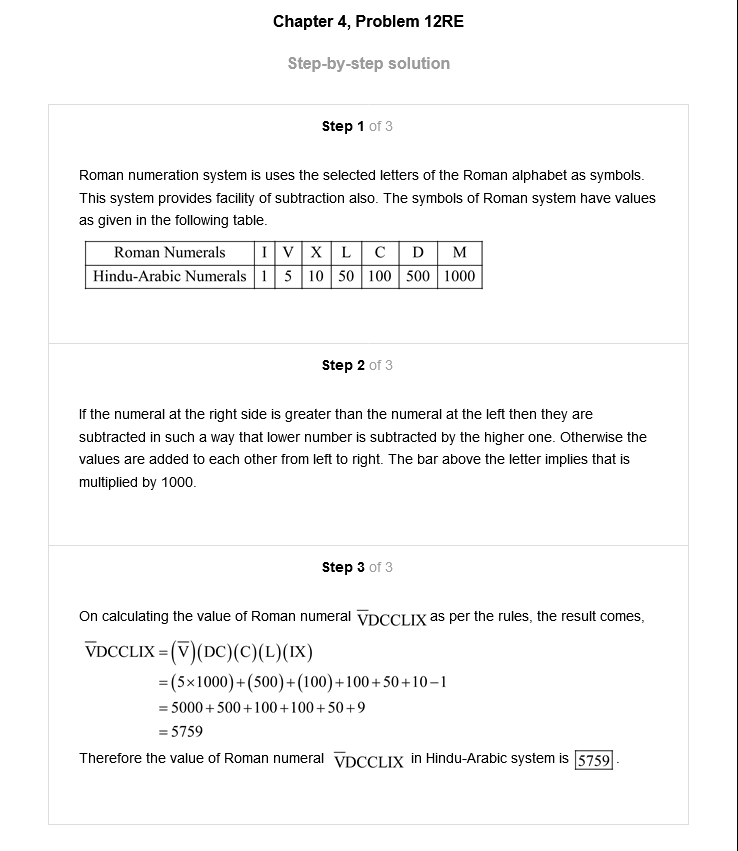 Chapter 4, Problem 12RE
Step-by-step solution
Step 1 of 3
Roman numeration system is uses the selected letters of the Roman alphabet as symbols.
This system provides facility of subtraction also. The symbols of Roman system have values
as given in the following table.
Roman Numerals I V X L C D M
Hindu-Arabic Numerals 1 5 10 50 100 500 1000
Step 2 of 3
If the numeral at the right side is greater than the numeral at the left then they are
subtracted in such a way that lower number is subtracted by the higher one. Otherwise the
values are added to each other from left to right. The bar above the letter implies that is
multiplied by 1000.
Step 3 of 3
On calculating the value of Roman numeral V̅DCCLIX as per the rules, the result comes,
V̅DCCLIX = (V̅)(DC)(C)(L)(IX)
= (5×1000)+(500)+(100)+100+50+10−1
= 5000+500+100+100+50+9
= 5759
Therefore the value of Roman numeral V̅DCCLIX in Hindu-Arabic system is 5759.